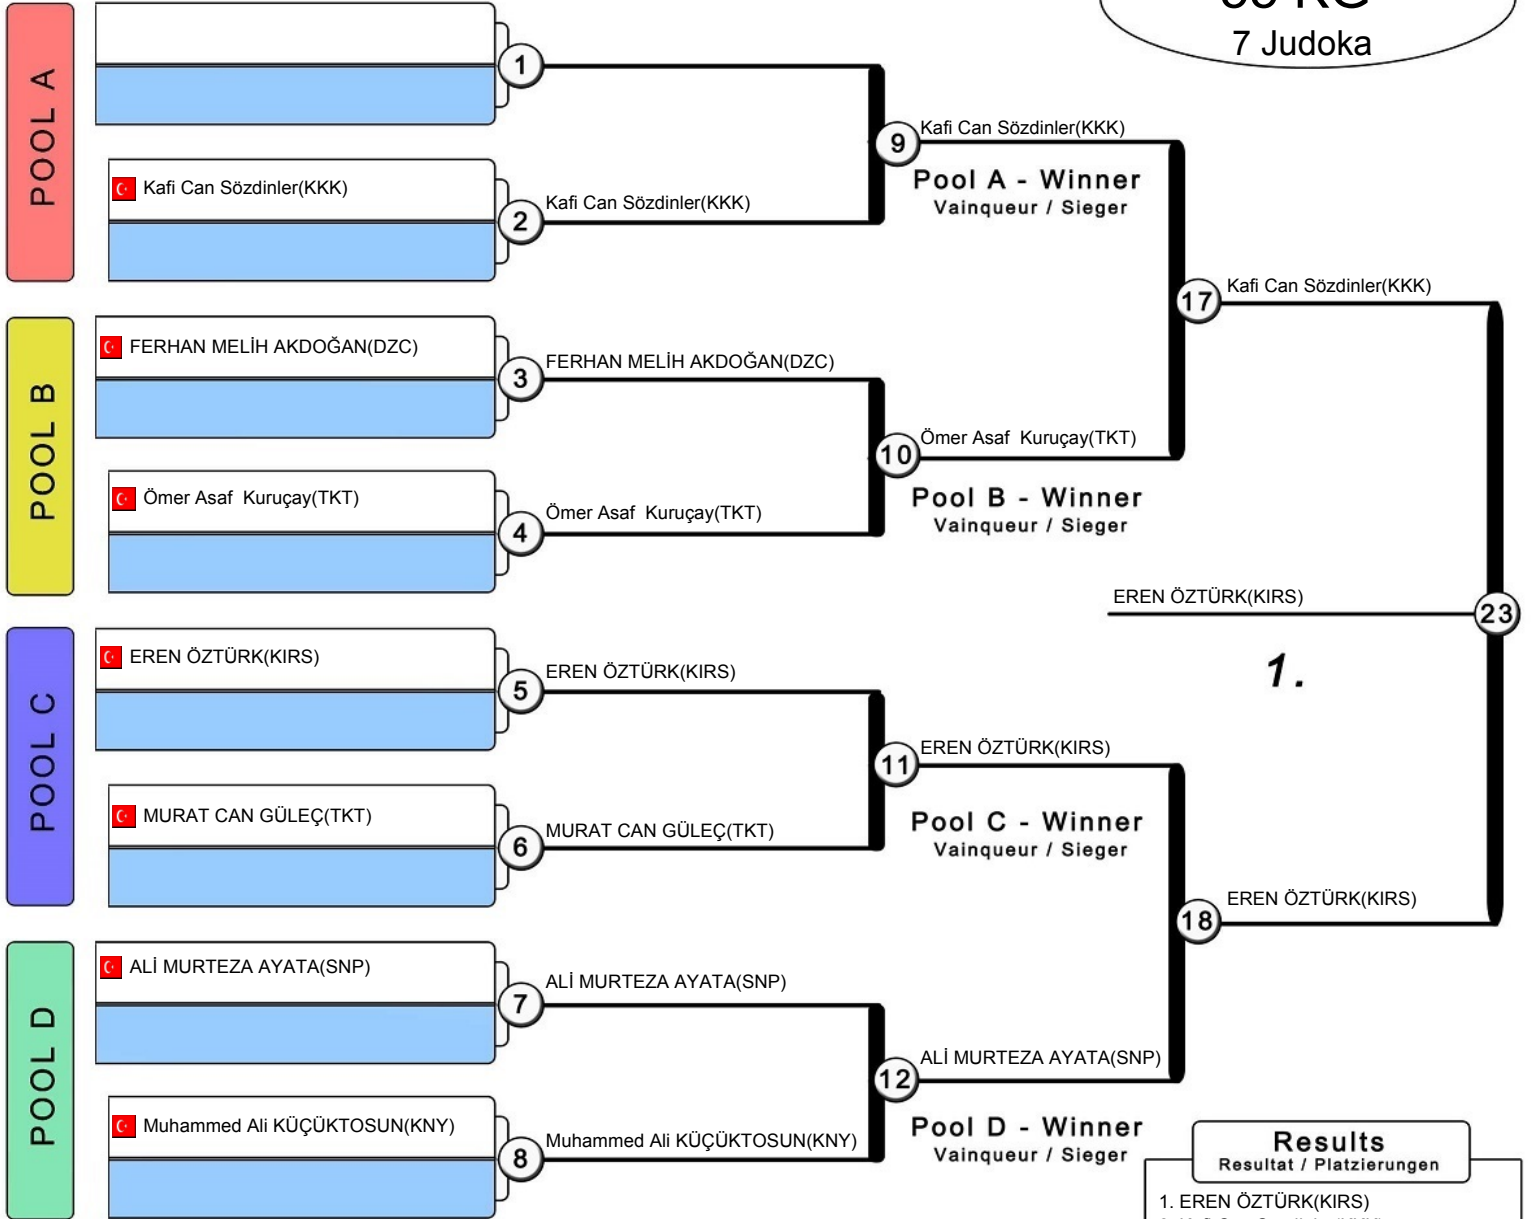 7 Judoka
POOL A
1
Kafi Can Sözdinler(KKK)
2
Kafi Can Sözdinler(KKK)
9
Kafi Can Sözdinler(KKK)
Pool A - Winner
Vainqueur / Sieger
17
Kafi Can Sözdinler(KKK)
POOL B
FERHAN MELİH AKDOĞAN(DZC)
3
FERHAN MELİH AKDOĞAN(DZC)
Ömer Asaf Kuruçay(TKT)
4
Ömer Asaf Kuruçay(TKT)
10
Ömer Asaf Kuruçay(TKT)
Pool B - Winner
Vainqueur / Sieger
EREN ÖZTÜRK(KIRS)
23
1.
POOL C
EREN ÖZTÜRK(KIRS)
5
EREN ÖZTÜRK(KIRS)
MURAT CAN GÜLEÇ(TKT)
6
MURAT CAN GÜLEÇ(TKT)
11
EREN ÖZTÜRK(KIRS)
Pool C - Winner
Vainqueur / Sieger
18
EREN ÖZTÜRK(KIRS)
POOL D
ALİ MURTEZA AYATA(SNP)
7
ALİ MURTEZA AYATA(SNP)
Muhammed Ali KÜÇÜKTOSUN(KNY)
8
Muhammed Ali KÜÇÜKTOSUN(KNY)
12
ALİ MURTEZA AYATA(SNP)
Pool D - Winner
Vainqueur / Sieger
Results
Resultat / Platzierungen
1. EREN ÖZTÜRK(KIRS)